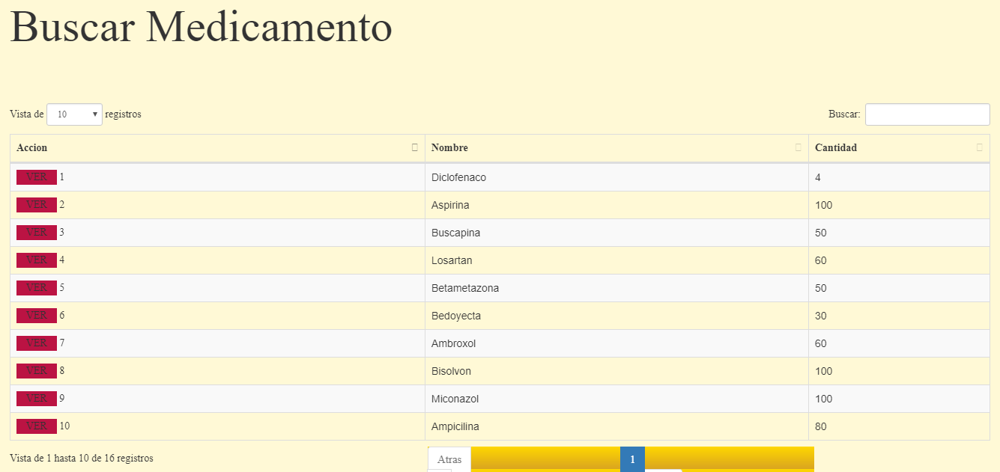 Buscar Medicamento
Vista de 10 registros Buscar:
Accion Nombre Cantidad
VER 1 Diclofenaco 4
VER 2 Aspirina 100
VER 3 Buscapina 50
VER 4 Losartan 60
VER 5 Betametazona 50
VER 6 Bedoyecta 30
VER 7 Ambroxol 60
VER 8 Bisolvon 100
VER 9 Miconazol 100
VER 10 Ampicilina 80
Vista de 1 hasta 10 de 16 registros Atras 1